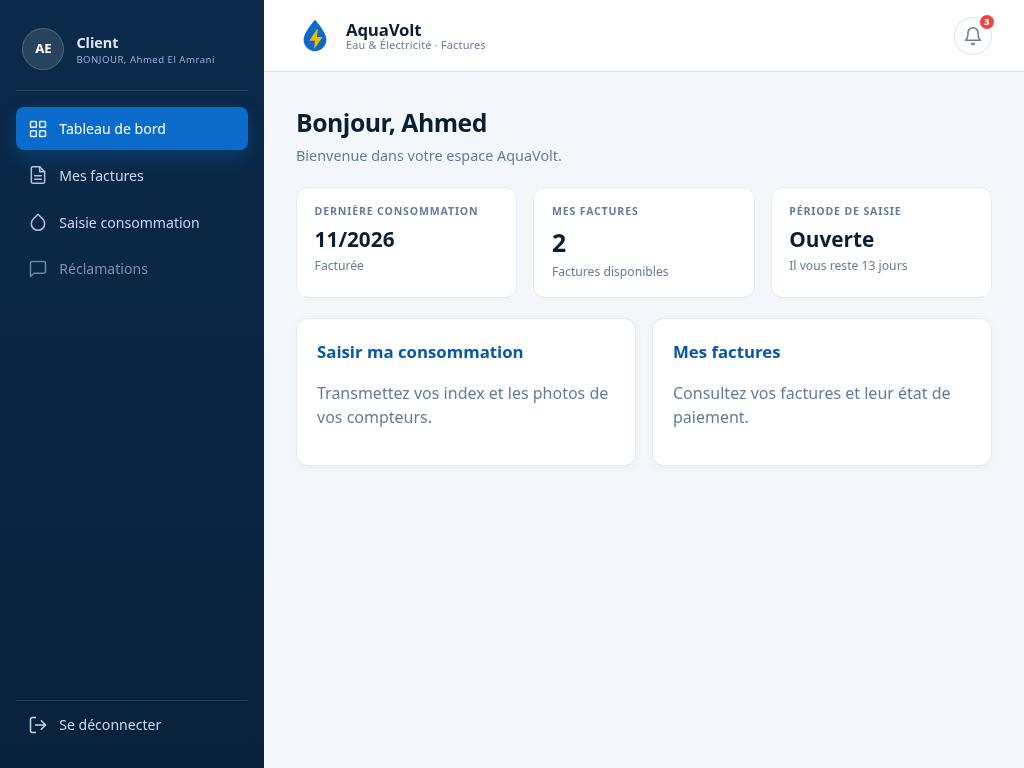 AE
Client
BONJOUR, Ahmed El Amrani
Tableau de bord
Mes factures
Saisie consommation
Réclamations
Se déconnecter
AquaVolt
Eau & Électricité · Factures
3
Bonjour, Ahmed
Bienvenue dans votre espace AquaVolt.
DERNIÈRE CONSOMMATION
11/2026
Facturée
MES FACTURES
2
Factures disponibles
PÉRIODE DE SAISIE
Ouverte
Il vous reste 13 jours
Saisir ma consommation
Transmettez vos index et les photos de
vos compteurs.
Mes factures
Consultez vos factures et leur état de
paiement.